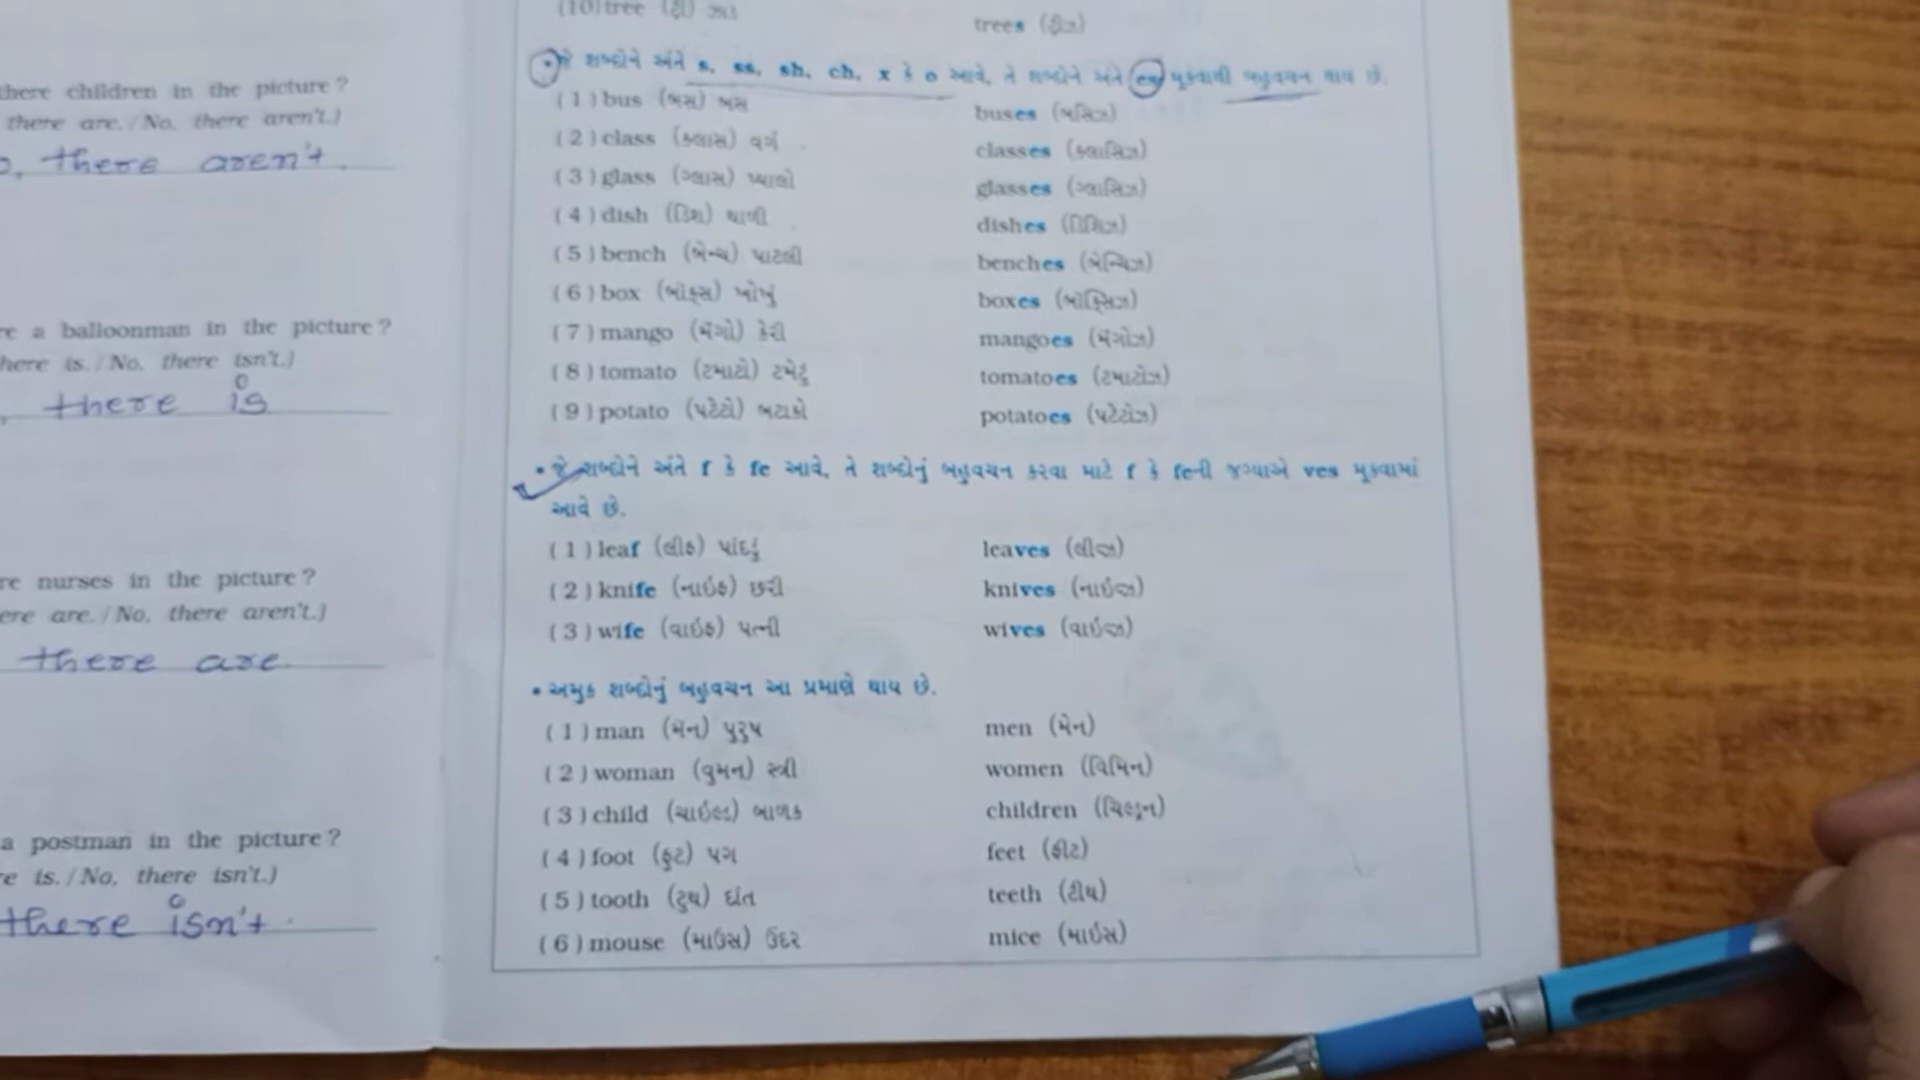 there children in the picture ?
there are. / No, there aren't.)
there aren't.
a balloonman in the picture ?
here is. / No, there isn't.)
there is
nurses in the picture ?
ere are. / No, there aren't.)
there are
a postman in the picture ?
is. / No, there isn't.)
there isn't.
(10) tree (ટ્રી) ઝાડ trees (ટ્રીઝ)
• જે શબ્દોને અંતે s, ss, sh, ch, x કે o આવે, તે શબ્દોને અંતે es મૂકવાથી બહુવચન થાય છે.
( 1 ) bus (બસ) બસ buses (બસિઝ)
( 2 ) class (ક્લાસ) વર્ગ classes (ક્લાસિઝ)
( 3 ) glass (ગ્લાસ) પ્યાલો glasses (ગ્લાસિઝ)
( 4 ) dish (ડિશ) થાળી dishes (ડિશિઝ)
( 5 ) bench (બેન્ચ) પાટલી benches (બેન્ચિઝ)
( 6 ) box (બૉક્સ) ખોખું boxes (બૉક્સિઝ)
( 7 ) mango (મૅંગો) કેરી mangoes (મૅંગોઝ)
( 8 ) tomato (ટમાટો) ટમેટું tomatoes (ટમાટોઝ)
( 9 ) potato (પટેટો) બટાકો potatoes (પટેટોઝ)
• જે શબ્દોને અંતે f કે fe આવે, તે શબ્દોનું બહુવચન કરવા માટે f કે feની જગ્યાએ ves મૂકવામાં
આવે છે.
( 1 ) leaf (લીફ) પાંદડું leaves (લીવ્ઝ)
( 2 ) knife (નાઇફ) છરી knives (નાઇવ્ઝ)
( 3 ) wife (વાઇફ) પત્ની wives (વાઇવ્ઝ)
• અમુક શબ્દોનું બહુવચન આ પ્રમાણે થાય છે.
( 1 ) man (મૅન) પુરુષ men (મેન)
( 2 ) woman (વુમન) સ્ત્રી women (વિમિન)
( 3 ) child (ચાઇલ્ડ) બાળક children (ચિલ્ડ્રન)
( 4 ) foot (ફુટ) પગ feet (ફીટ)
( 5 ) tooth (ટુથ) દાંત teeth (ટીથ)
( 6 ) mouse (માઉસ) ઉંદર mice (માઇસ)